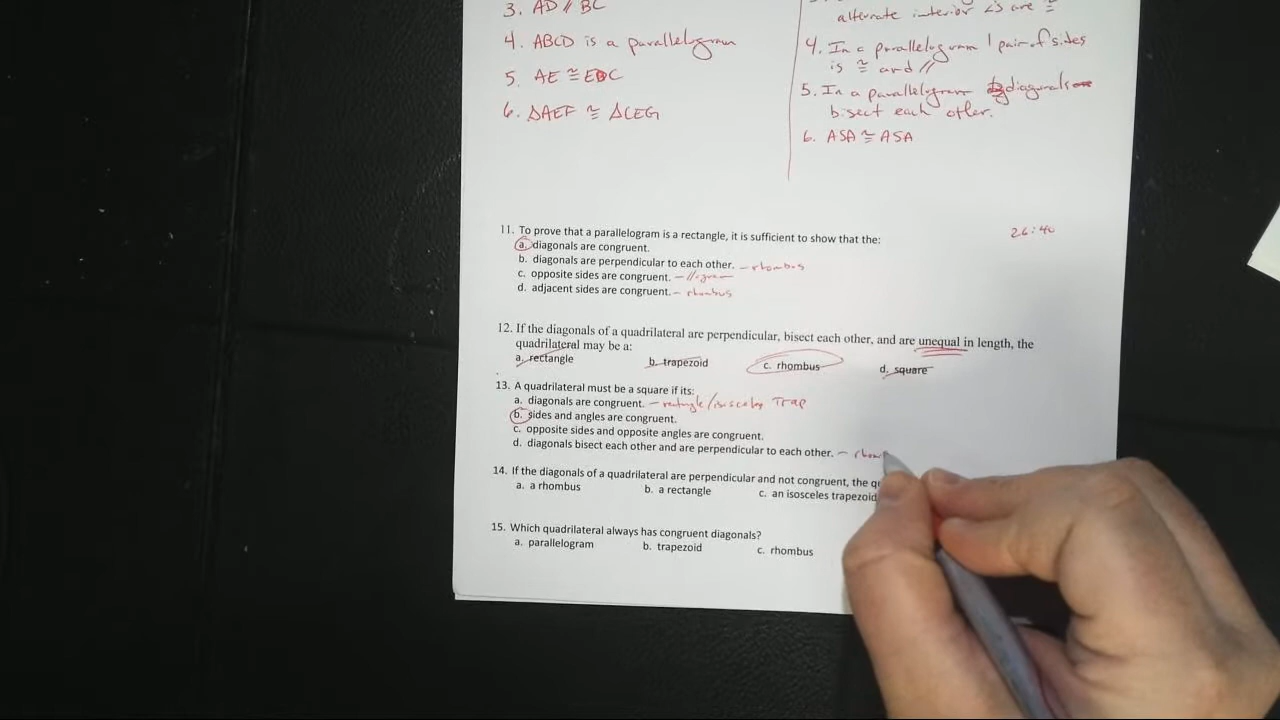 3. AD // BC
alternate interior <s are ≅
4. ABCD is a parallelogram
4. In a parallelogram 1 pair of sides
is ≅ and //
5. AE ≅ EC
5. In a parallelogram diagonals
bisect each other.
6. △AEF ≅ △CEG
6. ASA ≅ ASA
26:40
11. To prove that a parallelogram is a rectangle, it is sufficient to show that the:
a. diagonals are congruent.
b. diagonals are perpendicular to each other. – rhombus
c. opposite sides are congruent. – //ogram
d. adjacent sides are congruent. – rhombus
12. If the diagonals of a quadrilateral are perpendicular, bisect each other, and are unequal in length, the
quadrilateral may be a:
a. rectangle b. trapezoid c. rhombus d. square
13. A quadrilateral must be a square if its:
a. diagonals are congruent. – rectangle/isosceles Trap
b. sides and angles are congruent.
c. opposite sides and opposite angles are congruent.
d. diagonals bisect each other and are perpendicular to each other. –
14. If the diagonals of a quadrilateral are perpendicular and not congruent, the
a. a rhombus b. a rectangle c. an isosceles trapezoid
15. Which quadrilateral always has congruent diagonals?
a. parallelogram b. trapezoid c. rhombus